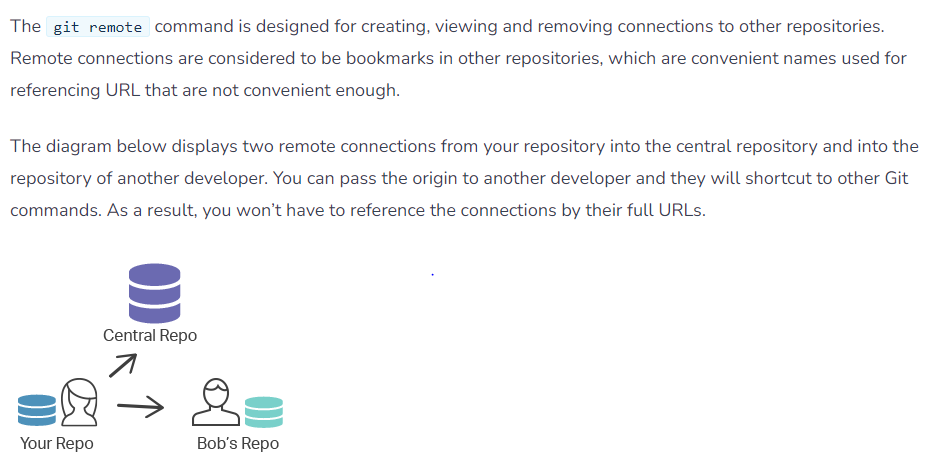 The git remote command is designed for creating, viewing and removing connections to other repositories.
Remote connections are considered to be bookmarks in other repositories, which are convenient names used for
referencing URL that are not convenient enough.
The diagram below displays two remote connections from your repository into the central repository and into the
repository of another developer. You can pass the origin to another developer and they will shortcut to other Git
commands. As a result, you won’t have to reference the connections by their full URLs.
Central Repo
Your Repo
Bob’s Repo